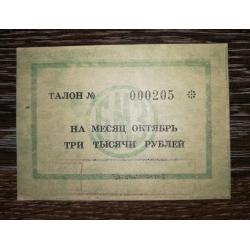 ТАЛОН № 000205
НА МЕСЯЦ ОКТЯБРЬ
ТРИ ТЫСЯЧИ РУБЛЕЙ